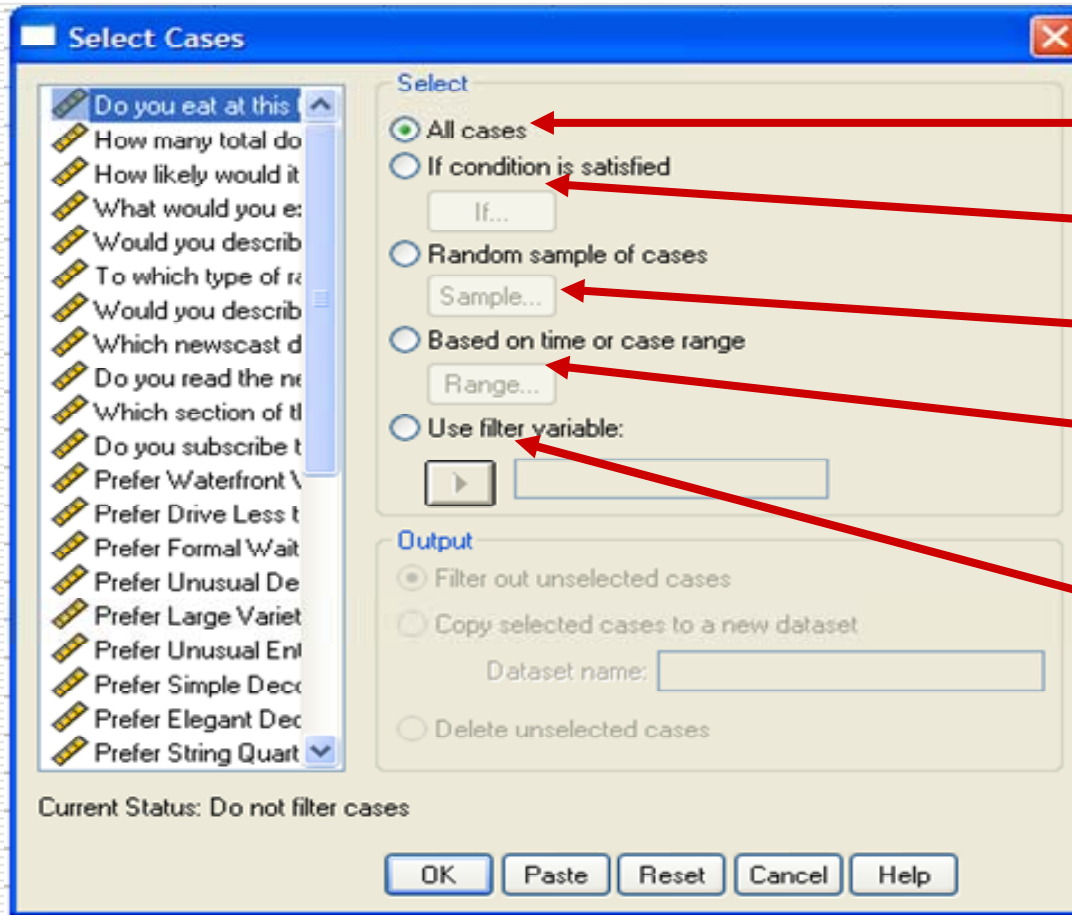 Select Cases
Do you eat at this
How many total do
How likely would it
What would you e
Would you describ
To which type of ra
Would you describ
Which newscast d
Do you read the ne
Which section of t
Do you subscribe t
Prefer Waterfront V
Prefer Drive Less t
Prefer Formal Wait
Prefer Unusual De
Prefer Large Variet
Prefer Unusual Ent
Prefer Simple Deco
Prefer Elegant Dec
Prefer String Quart
Select
All cases
If condition is satisfied
If...
Random sample of cases
Sample...
Based on time or case range
Range...
Use filter variable:
Output
Filter out unselected cases
Copy selected cases to a new dataset
Dataset name:
Delete unselected cases
Current Status: Do not filter cases
OK
Paste
Reset
Cancel
Help